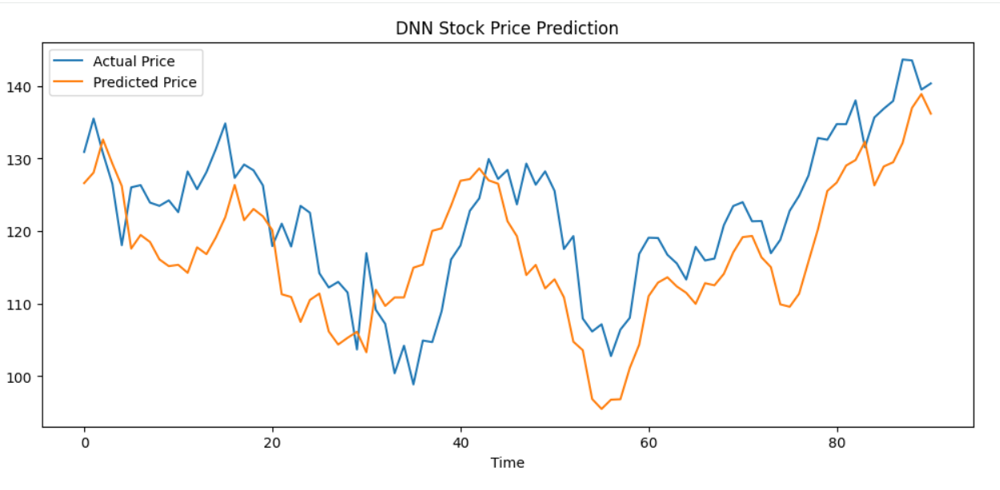 DNN Stock Price Prediction
Actual Price
Predicted Price
140
130
120
110
100
0 20 40 60 80
Time